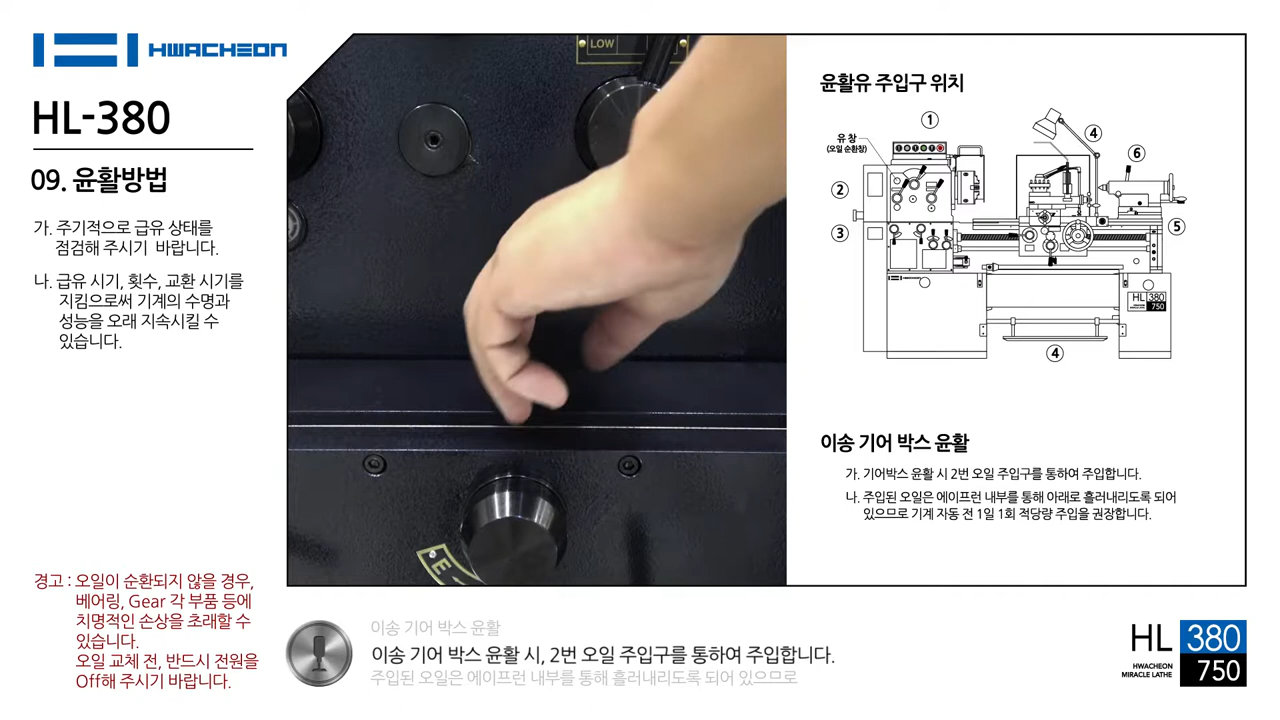 HWACHEON
HL-380
09. 윤활방법
가. 주기적으로 급유 상태를
점검해 주시기 바랍니다.
나. 급유 시기, 횟수, 교환 시기를
지킴으로써 기계의 수명과
성능을 오래 지속시킬 수
있습니다.
경고 : 오일이 순환되지 않을 경우,
베어링, Gear 각 부품 등에
치명적인 손상을 초래할 수
있습니다.
오일 교체 전, 반드시 전원을
Off해 주시기 바랍니다.
LOW
E
윤활유 주입구 위치
유 창
(오일 순환창)
①
②
③
④
⑥
⑤
④
HWACHEON
HL 380
750
이송 기어 박스 윤활
가. 기어박스 윤활 시 2번 오일 주입구를 통하여 주입합니다.
나. 주입된 오일은 에이프런 내부를 통해 아래로 흘러내리도록 되어
있으므로 기계 자동 전 1일 1회 적당량 주입을 권장합니다.
이송 기어 박스 윤활
이송 기어 박스 윤활 시, 2번 오일 주입구를 통하여 주입합니다.
주입된 오일은 에이프런 내부를 통해 흘러내리도록 되어 있으므로
HL 380
HWACHEON
MIRACLE LATHE
750